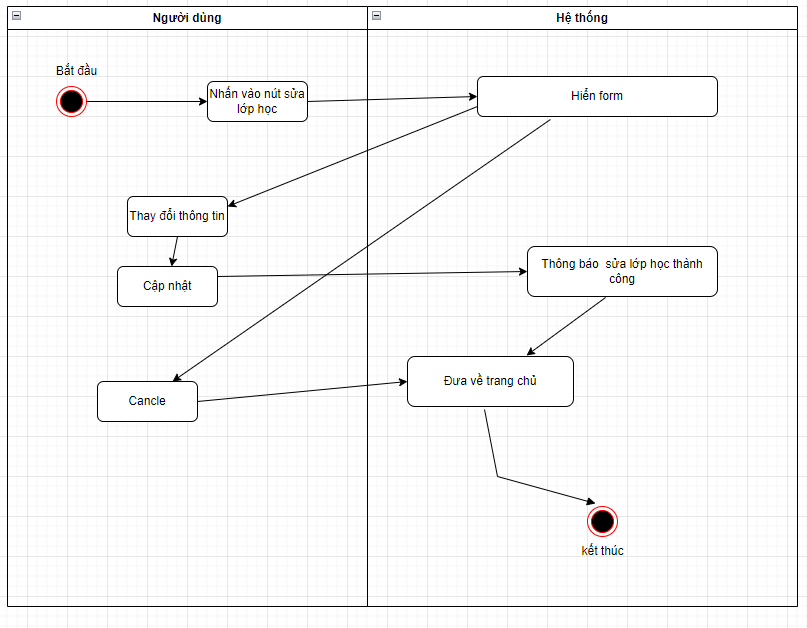 Người dùng
Hệ thống
Bắt đầu
Nhấn vào nút sửa
lớp học
Hiển form
Thay đổi thông tin
Cập nhật
Thông báo sửa lớp học thành
công
Đưa về trang chủ
Cancle
kết thúc